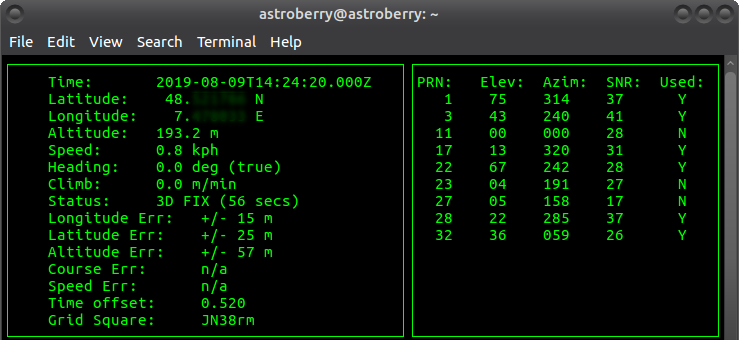 astroberry@astroberry: ~
File Edit View Search Terminal Help
Time: 2019-08-09T14:24:20.000Z
Latitude: 48. N
Longitude: 7. E
Altitude: 193.2 m
Speed: 0.8 kph
Heading: 0.0 deg (true)
Climb: 0.0 m/min
Status: 3D FIX (56 secs)
Longitude Err: +/- 15 m
Latitude Err: +/- 25 m
Altitude Err: +/- 57 m
Course Err: n/a
Speed Err: n/a
Time offset: 0.520
Grid Square: JN38rm
PRN: Elev: Azim: SNR: Used:
1 75 314 37 Y
3 43 240 41 Y
11 00 000 28 N
17 13 320 31 Y
22 67 242 28 Y
23 04 191 27 N
27 05 158 17 N
28 22 285 37 Y
32 36 059 26 Y